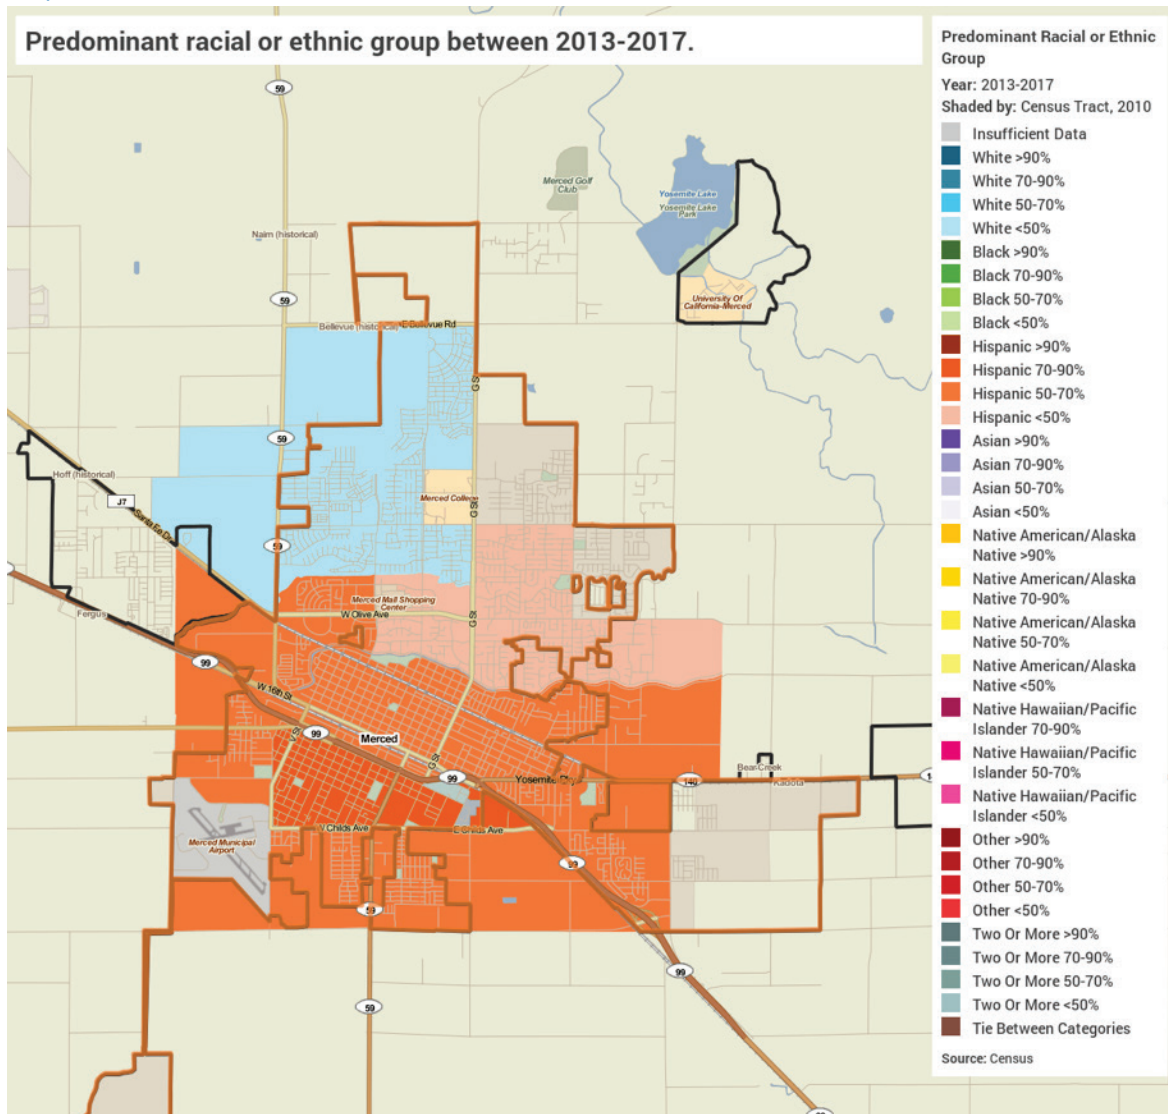 Predominant racial or ethnic group between 2013-2017.
Predominant Racial or Ethnic
Group
Year: 2013-2017
Shaded by: Census Tract, 2010
Insufficient Data
White >90%
White 70-90%
White 50-70%
White <50%
Black >90%
Black 70-90%
Black 50-70%
Black <50%
Hispanic >90%
Hispanic 70-90%
Hispanic 50-70%
Hispanic <50%
Asian >90%
Asian 70-90%
Asian 50-70%
Asian <50%
Native American/Alaska
Native >90%
Native American/Alaska
Native 70-90%
Native American/Alaska
Native 50-70%
Native American/Alaska
Native <50%
Native Hawaiian/Pacific
Islander 70-90%
Native Hawaiian/Pacific
Islander 50-70%
Native Hawaiian/Pacific
Islander <50%
Other >90%
Other 70-90%
Other 50-70%
Other <50%
Two Or More >90%
Two Or More 70-90%
Two Or More 50-70%
Two Or More <50%
Tie Between Categories
Source: Census
59
Merced Golf
Club
Yosemite Lake
Yosemite Lake
Park
Nairn (historical)
59
University Of
California-Merced
Bellevue (historical)
E Bellevue Rd
G St
59
Hoff (historical)
J7
Santa Fe Dr
Merced College
G St
59
Merced Mall Shopping
Center
Fergus
W Olive Ave
G St
99
W 16th St
V St
99
Merced
G St
99
Yosemite Pky
140
Bear Creek
Kadota
W Childs Ave
E Childs Ave
Merced Municipal
Airport
99
59
99
59